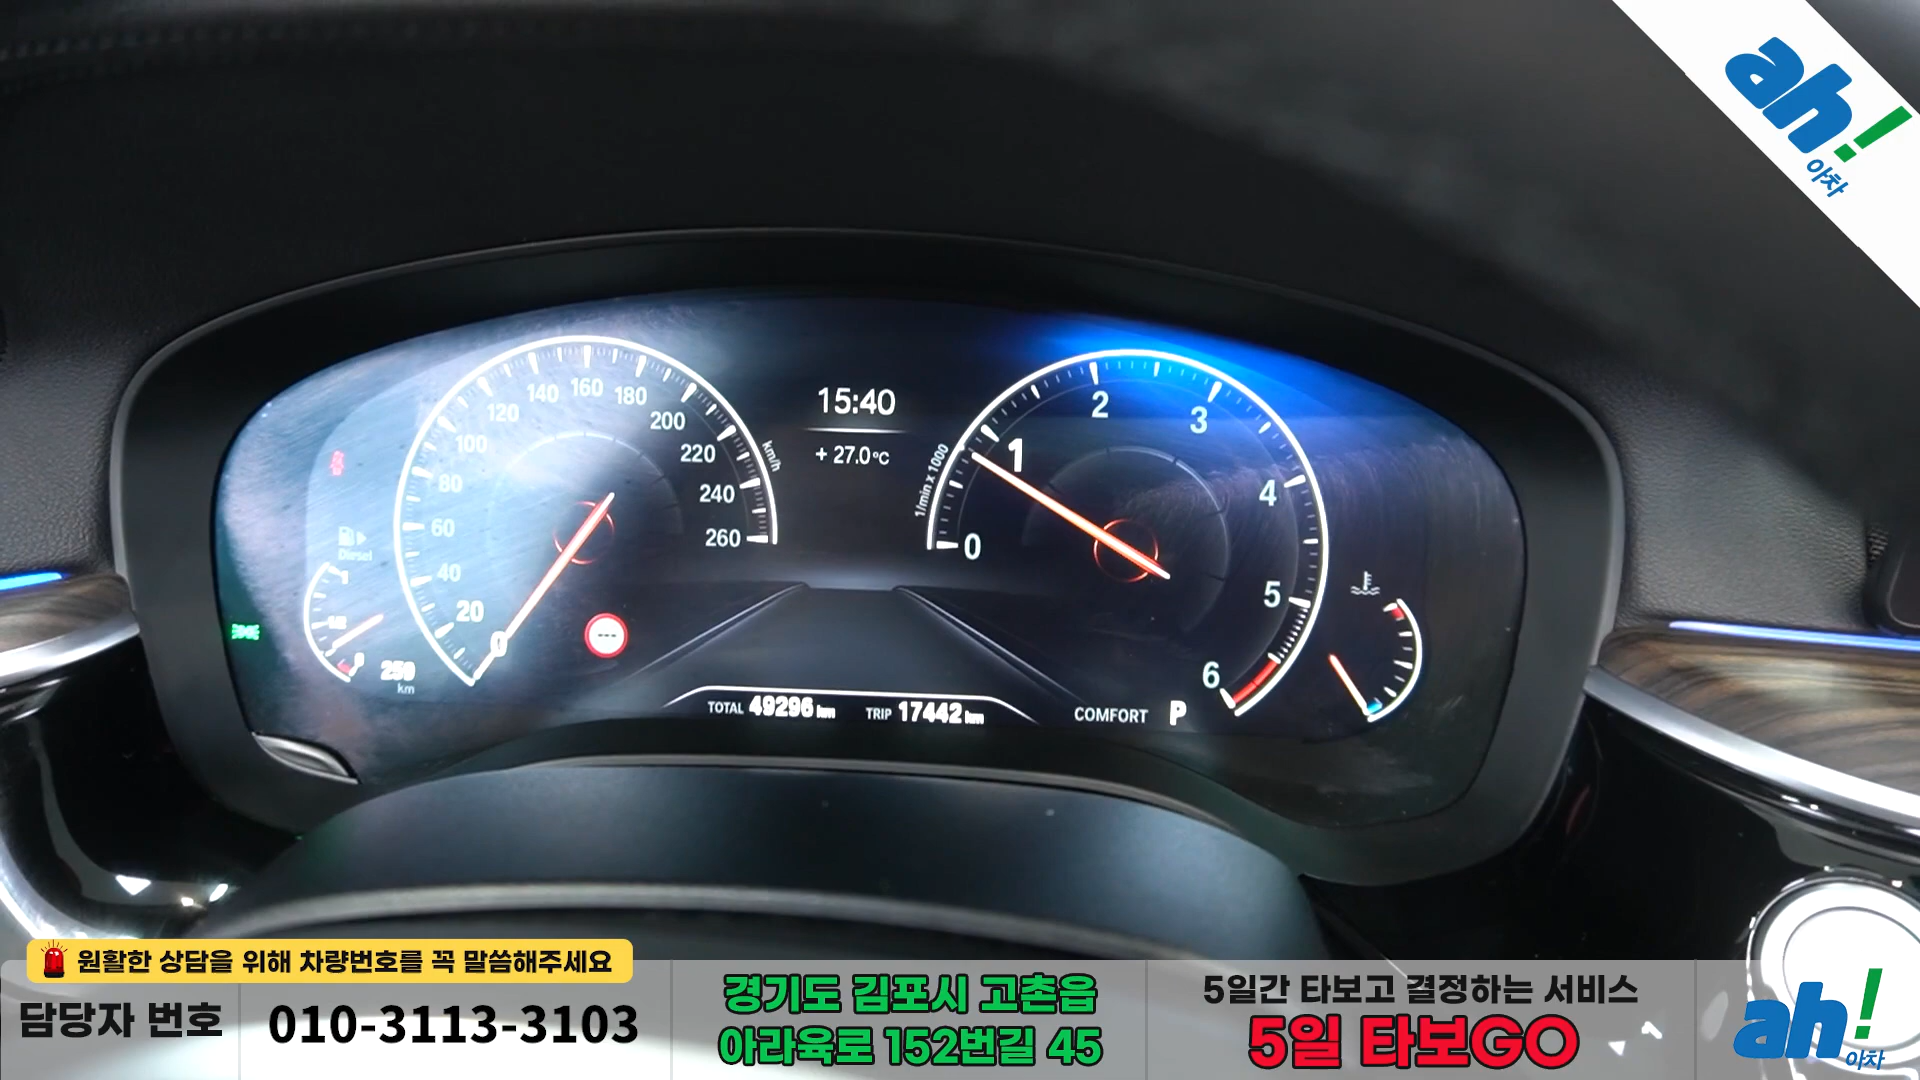 ah!
아차
15:40
+ 27.0°C
0
20
40
60
80
100
120
140
160
180
200
220
240
260
km/h
1/min x 1000
0
1
2
3
4
5
6
Diesel
1/2
259
km
TOTAL 49296 km
TRIP 17442 km
COMFORT P
원활한 상담을 위해 차량번호를 꼭 말씀해주세요
담당자 번호
010-3113-3103
경기도 김포시 고촌읍
아라육로 152번길 45
5일간 타보고 결정하는 서비스
5일 타보GO
ah!
아차